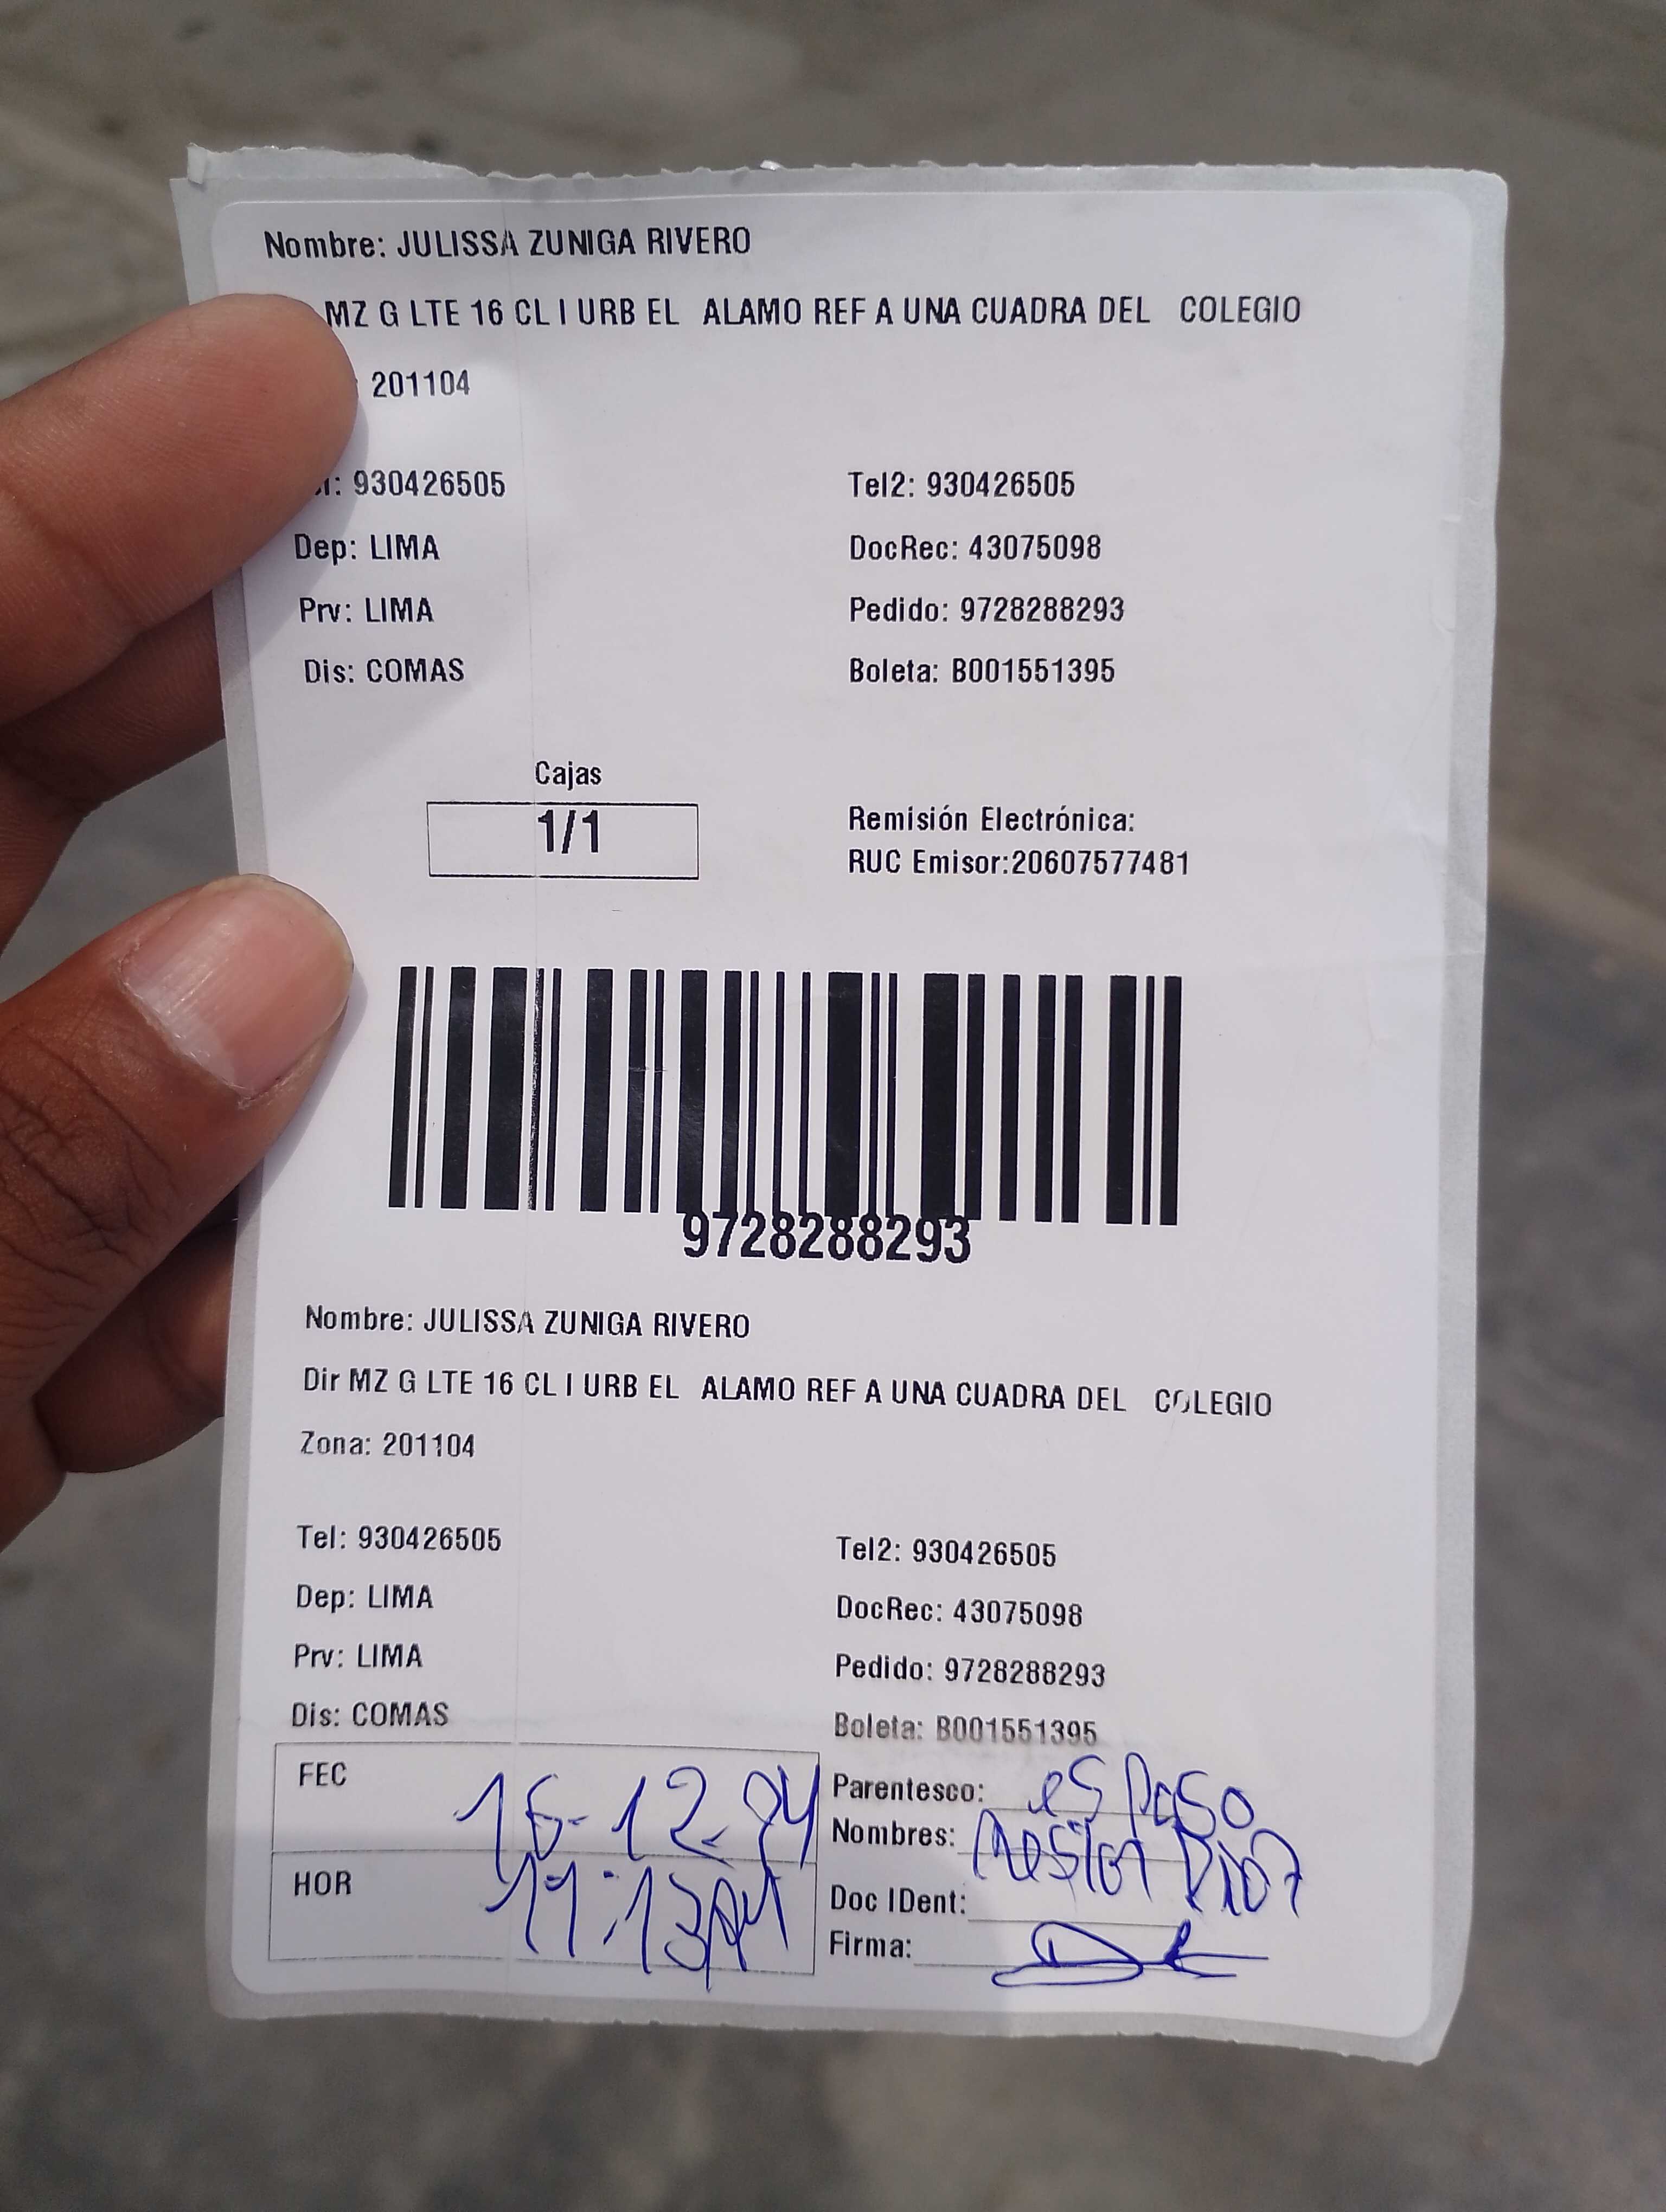 Nombre: JULISSA ZUNIGA RIVERO
MZ G LTE 16 CL I URB EL ALAMO REF A UNA CUADRA DEL COLEGIO
: 201104
: 930426505 Tel2: 930426505
Dep: LIMA DocRec: 43075098
Prv: LIMA Pedido: 9728288293
Dis: COMAS Boleta: B001551395
Cajas
1/1
Remisión Electrónica:
RUC Emisor:20607577481
9728288293
Nombre: JULISSA ZUNIGA RIVERO
Dir MZ G LTE 16 CL I URB EL ALAMO REF A UNA CUADRA DEL COLEGIO
Zona: 201104
Tel: 930426505 Tel2: 930426505
Dep: LIMA DocRec: 43075098
Prv: LIMA Pedido: 9728288293
Dis: COMAS Boleta: B001551395
FEC 16-12-24
HOR 11:13AM
Parentesco: esposo
Nombres:
Doc IDent:
Firma: